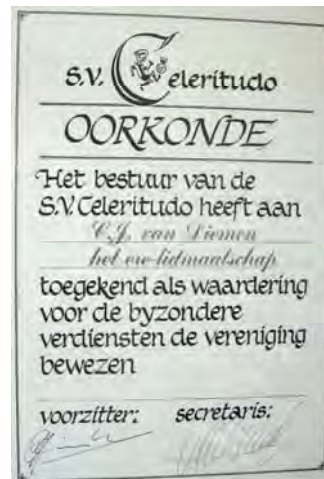 S.V. Celeritudo
OORKONDE
Het bestuur van de
S.V. Celeritudo heeft aan
C.J. van Diemen
het ere-lidmaatschap
toegekend als waardering
voor de byzondere
verdiensten de vereniging
bewezen
voorzitter: secretaris: